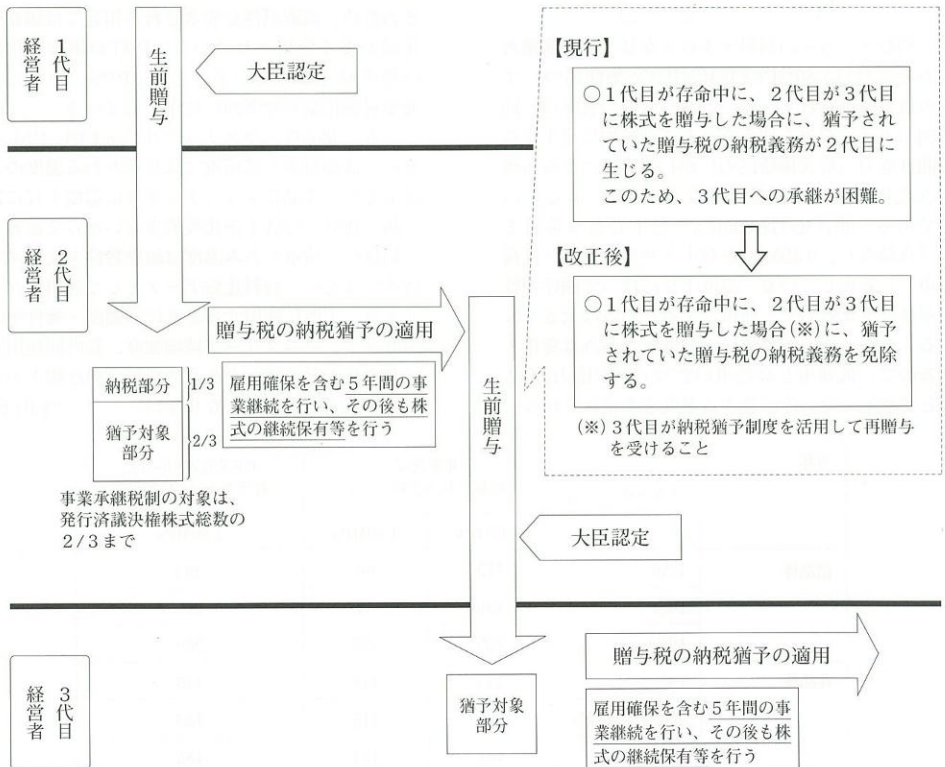 1代目
経営者
生前贈与
大臣認定
【現行】
○1代目が存命中に、2代目が3代目
に株式を贈与した場合に、猶予され
ていた贈与税の納税義務が2代目に
生じる。
このため、3代目への承継が困難。
【改正後】
○1代目が存命中に、2代目が3代目
に株式を贈与した場合(※)に、猶予
されていた贈与税の納税義務を免除
する。
(※)3代目が納税猶予制度を活用して再贈与
を受けること
2代目
経営者
贈与税の納税猶予の適用
納税部分
1/3
猶予対象
部分
2/3
雇用確保を含む5年間の事
業継続を行い、その後も株
式の継続保有等を行う
事業承継税制の対象は、
発行済議決権株式総数の
2/3まで
生前贈与
大臣認定
3代目
経営者
猶予対象
部分
贈与税の納税猶予の適用
雇用確保を含む5年間の事
業継続を行い、その後も株
式の継続保有等を行う